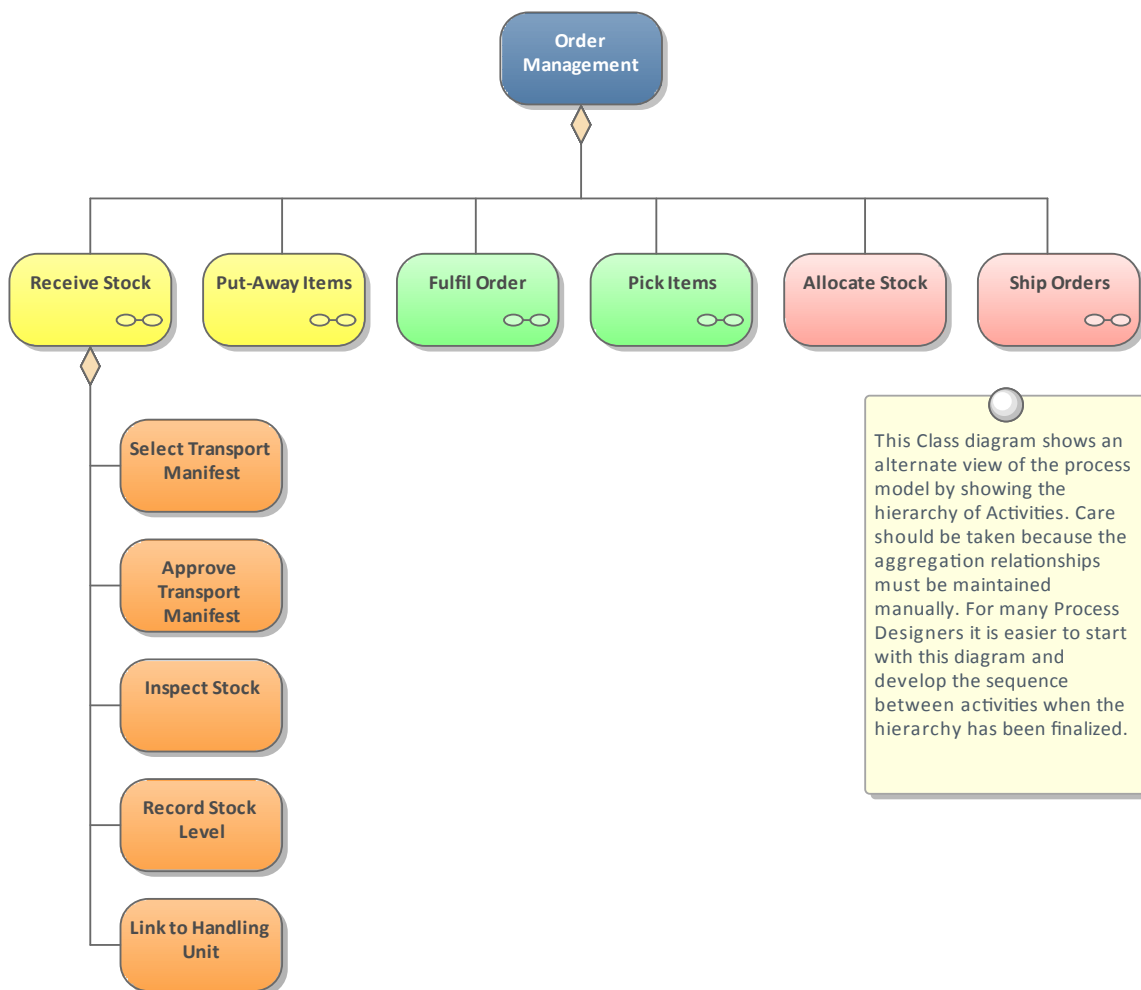 Order
Management
Receive Stock
Put-Away Items
Fulfil Order
Pick Items
Allocate Stock
Ship Orders
Select Transport
Manifest
Approve
Transport
Manifest
Inspect Stock
Record Stock
Level
Link to Handling
Unit
This Class diagram shows an
alternate view of the process
model by showing the
hierarchy of Activities. Care
should be taken because the
aggregation relationships
must be maintained
manually. For many Process
Designers it is easier to start
with this diagram and
develop the sequence
between activities when the
hierarchy has been finalized.